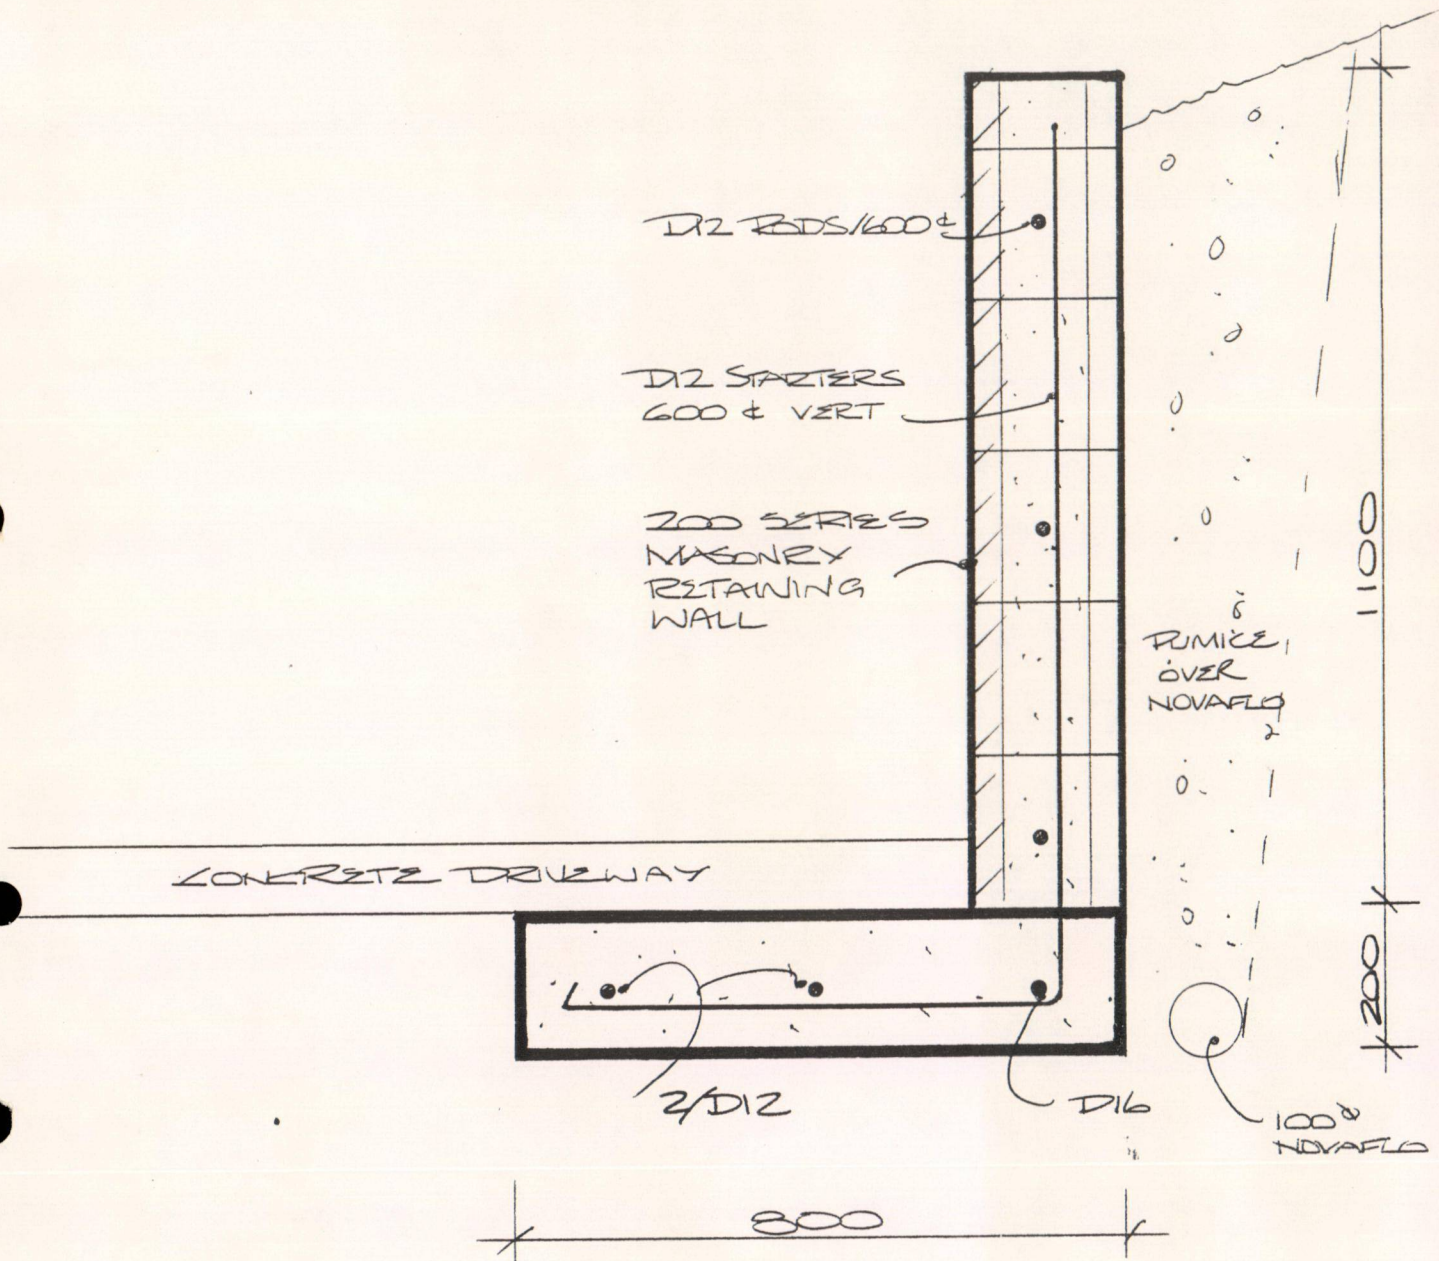 D12 RODS/600 ℄
D12 STARTERS
600 ℄ VERT
200 SERIES
MASONRY
RETAINING
WALL
1100
PUMICE
OVER
NOVAFLO
CONCRETE DRIVEWAY
200
2/D12
D16
100 ø
NOVAFLO
800